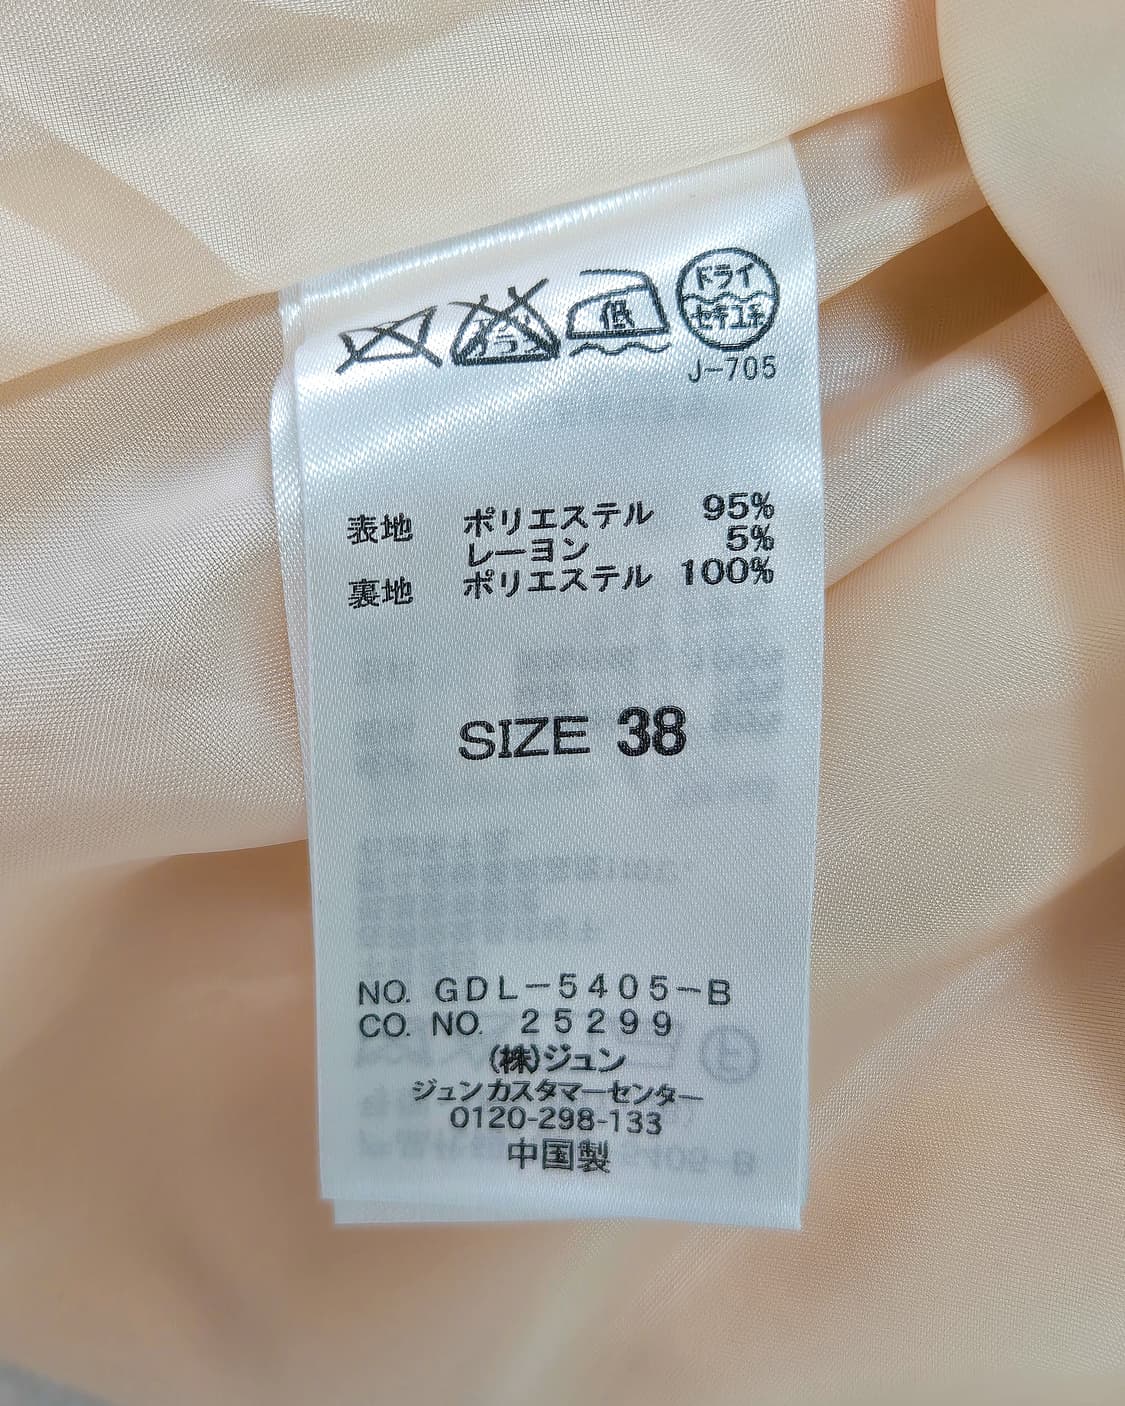 低
ドライ
セキユ系
J-705
表地 ポリエステル 95%
レーヨン 5%
裏地 ポリエステル 100%
SIZE 38
NO. GDL-5405-B
CO. NO. 25299
(株)ジュン
ジュンカスタマーセンター
0120-298-133
中国製